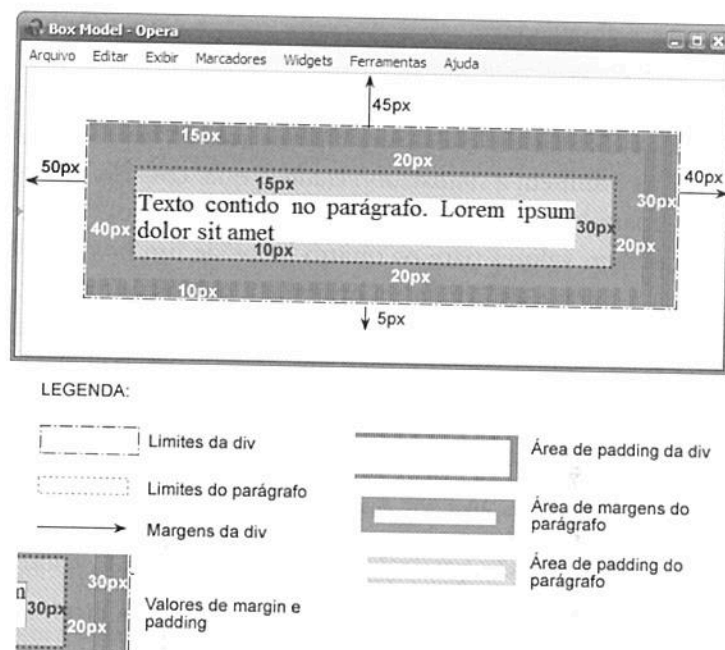 Box Model - Opera
Arquivo Editar Exibir Marcadores Widgets Ferramentas Ajuda
45px
15px
20px
50px
40px
15px
30px
Texto contido no parágrafo. Lorem ipsum
dolor sit amet
30px
40px
20px
10px
20px
10px
5px
LEGENDA:
Limites da div
Limites do parágrafo
Margens da div
n
30px
30px
20px
Valores de margin e
padding
Área de padding da div
Área de margens do
parágrafo
Área de padding do
parágrafo